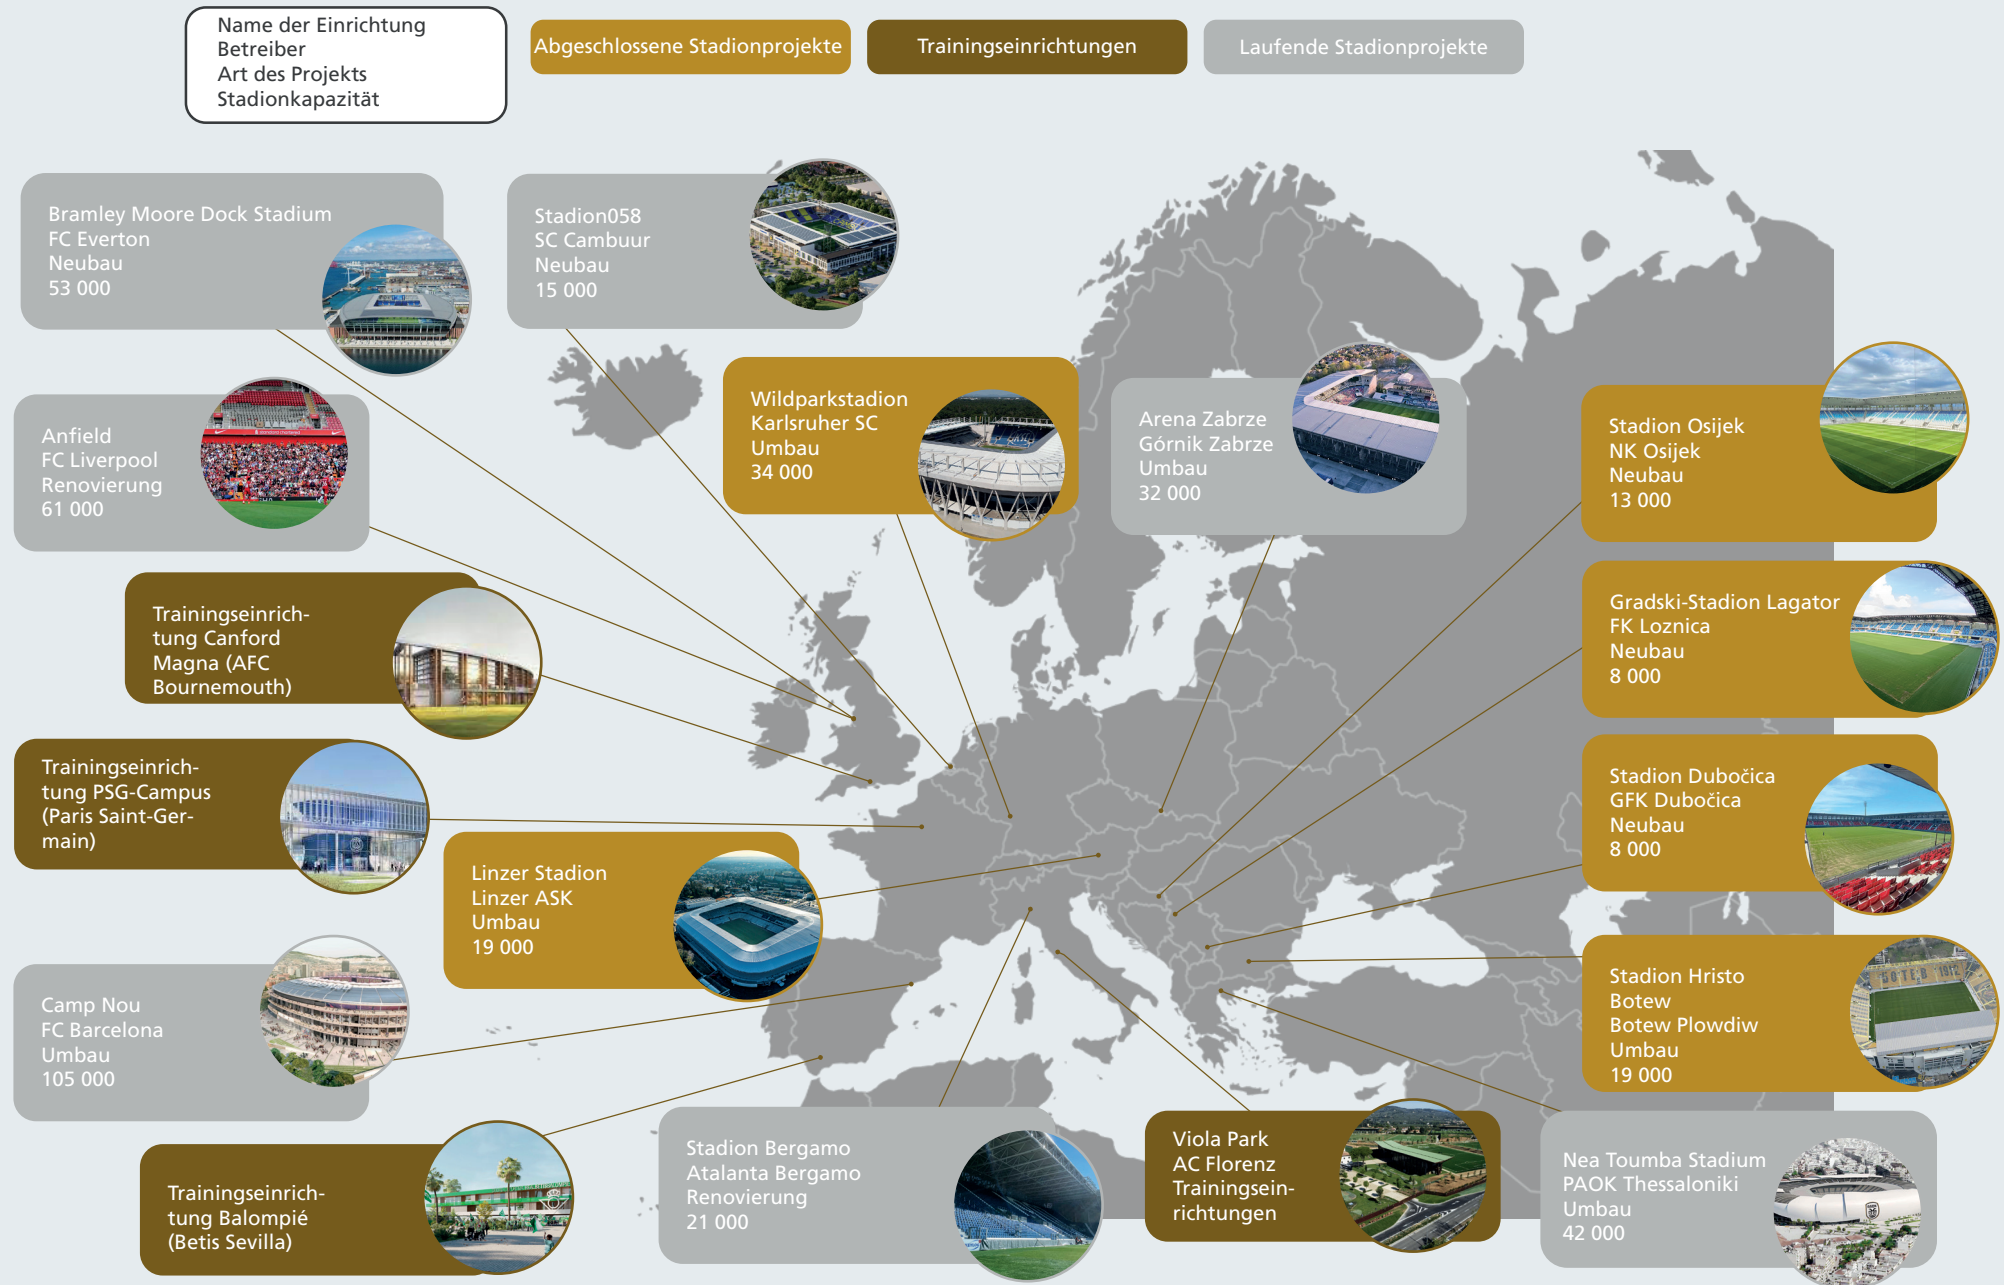 Name der Einrichtung
Betreiber
Art des Projekts
Stadionkapazität
Abgeschlossene Stadionprojekte
Trainingseinrichtungen
Laufende Stadionprojekte
Bramley Moore Dock Stadium
FC Everton
Neubau
53 000
Stadion058
SC Cambuur
Neubau
15 000
Wildparkstadion
Karlsruher SC
Umbau
34 000
Arena Zabrze
Górnik Zabrze
Umbau
32 000
Stadion Osijek
NK Osijek
Neubau
13 000
Anfield
FC Liverpool
Renovierung
61 000
Gradski-Stadion Lagator
FK Loznica
Neubau
8 000
Trainingseinrich-
tung Canford
Magna (AFC
Bournemouth)
Trainingseinrich-
tung PSG-Campus
(Paris Saint-Ger-
main)
Stadion Dubočica
GFK Dubočica
Neubau
8 000
Linzer Stadion
Linzer ASK
Umbau
19 000
Camp Nou
FC Barcelona
Umbau
105 000
Stadion Hristo
Botew
Botew Plowdiw
Umbau
19 000
Trainingseinrich-
tung Balompié
(Betis Sevilla)
Stadion Bergamo
Atalanta Bergamo
Renovierung
21 000
Viola Park
AC Florenz
Trainingsein-
richtungen
Nea Toumba Stadium
PAOK Thessaloniki
Umbau
42 000